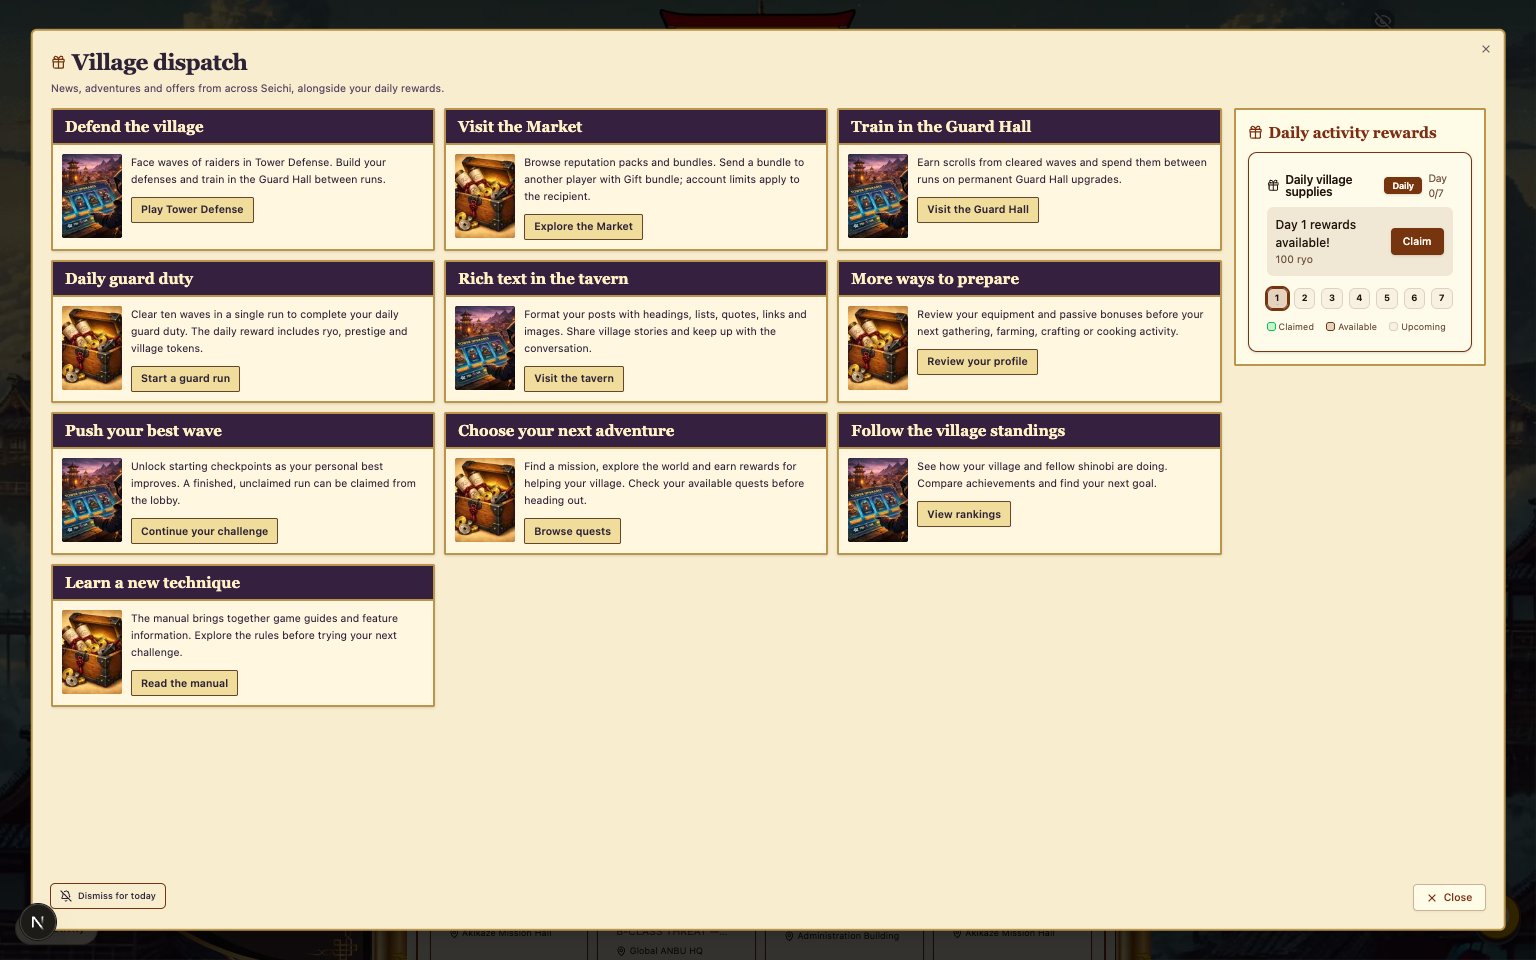 Village dispatch
News, adventures and offers from across Seichi, alongside your daily rewards.
Defend the village
Face waves of raiders in Tower Defense. Build your
defenses and train in the Guard Hall between runs.
Play Tower Defense
Visit the Market
Browse reputation packs and bundles. Send a bundle to
another player with Gift bundle; account limits apply to
the recipient.
Explore the Market
Train in the Guard Hall
Earn scrolls from cleared waves and spend them between
runs on permanent Guard Hall upgrades.
Visit the Guard Hall
Daily guard duty
Clear ten waves in a single run to complete your daily
guard duty. The daily reward includes ryo, prestige and
village tokens.
Start a guard run
Rich text in the tavern
Format your posts with headings, lists, quotes, links and
images. Share village stories and keep up with the
conversation.
Visit the tavern
More ways to prepare
Review your equipment and passive bonuses before your
next gathering, farming, crafting or cooking activity.
Review your profile
Push your best wave
Unlock starting checkpoints as your personal best
improves. A finished, unclaimed run can be claimed from
the lobby.
Continue your challenge
Choose your next adventure
Find a mission, explore the world and earn rewards for
helping your village. Check your available quests before
heading out.
Browse quests
Follow the village standings
See how your village and fellow shinobi are doing.
Compare achievements and find your next goal.
View rankings
Learn a new technique
The manual brings together game guides and feature
information. Explore the rules before trying your next
challenge.
Read the manual
Daily activity rewards
Daily village
supplies
Daily
Day
0/7
Day 1 rewards
available!
100 ryo
Claim
1 2 3 4 5 6 7
Claimed Available Upcoming
Dismiss for today
Close
N
Akikaze Mission Hall
Global ANBU HQ
Administration Building
Akikaze Mission Hall